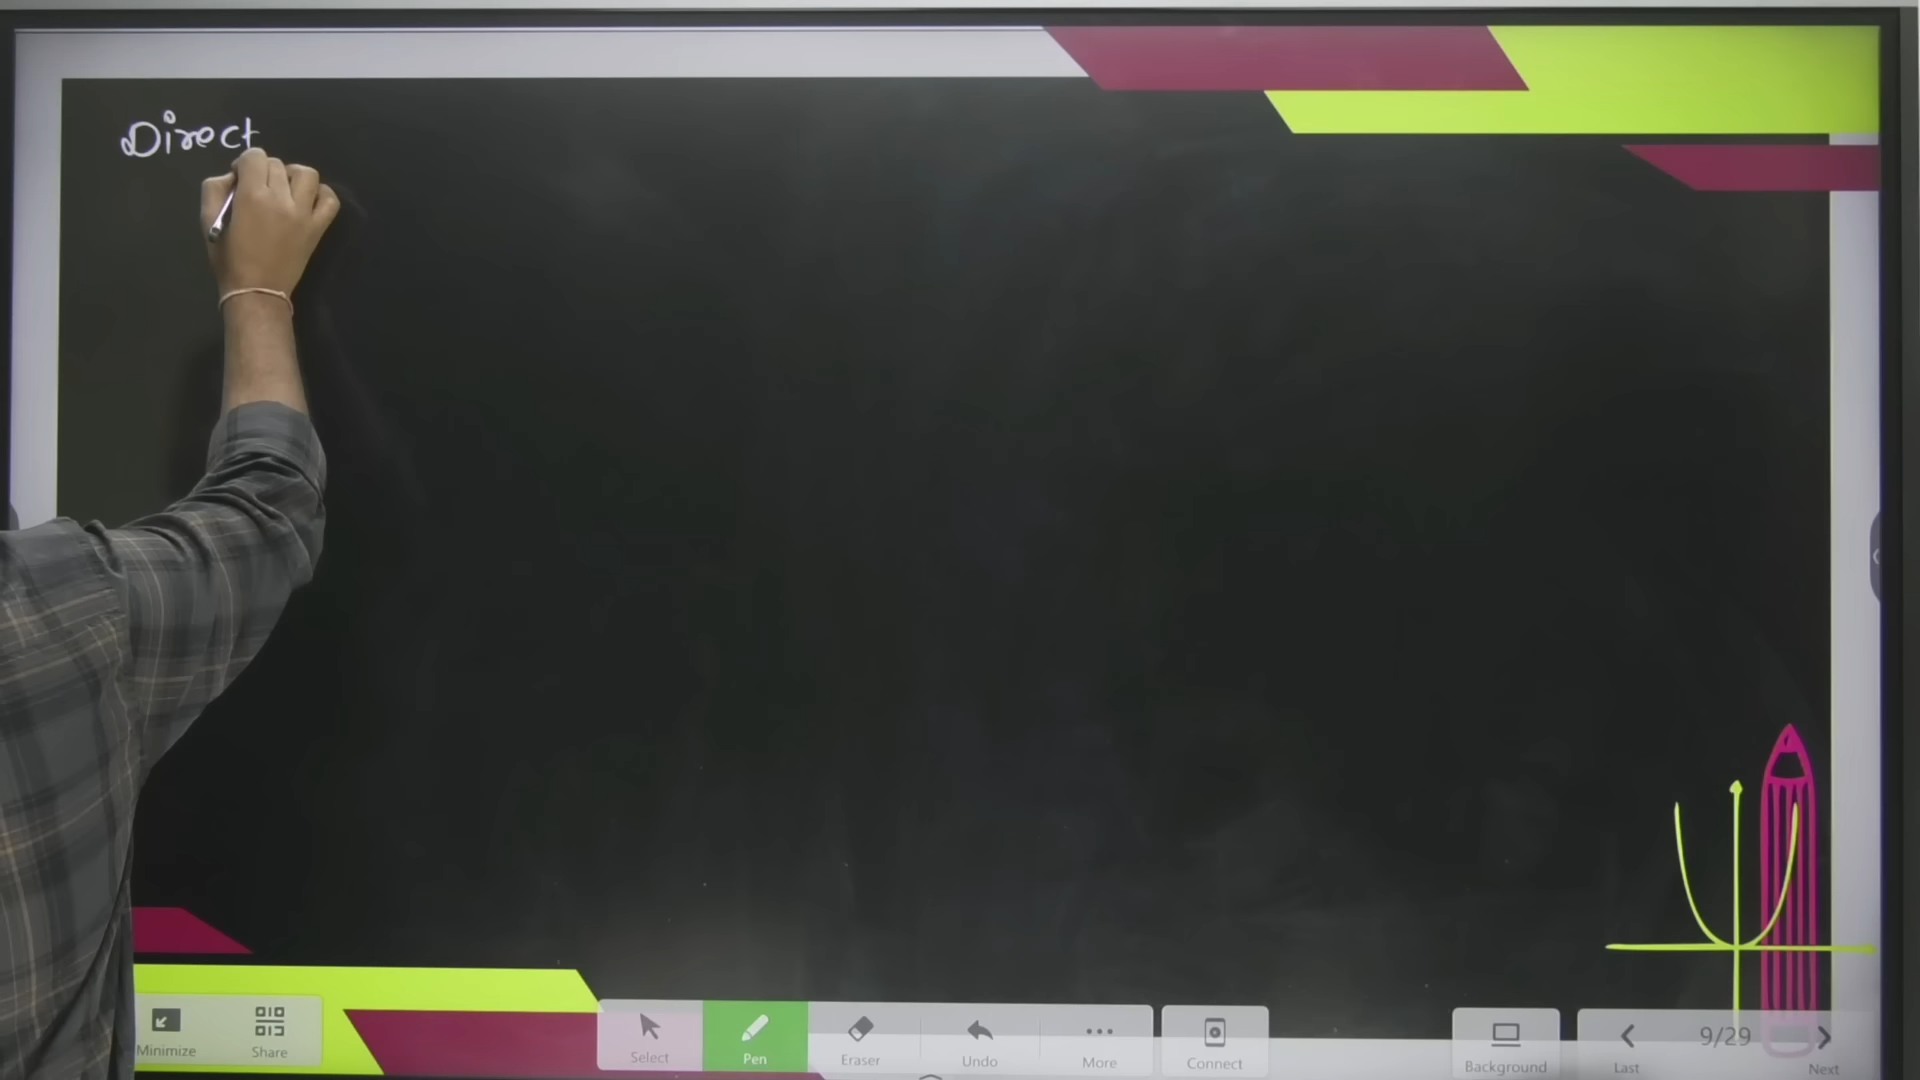 Direct
Minimize
Share
Select
Pen
Eraser
Undo
More
Connect
Background
Last
9/29
Next